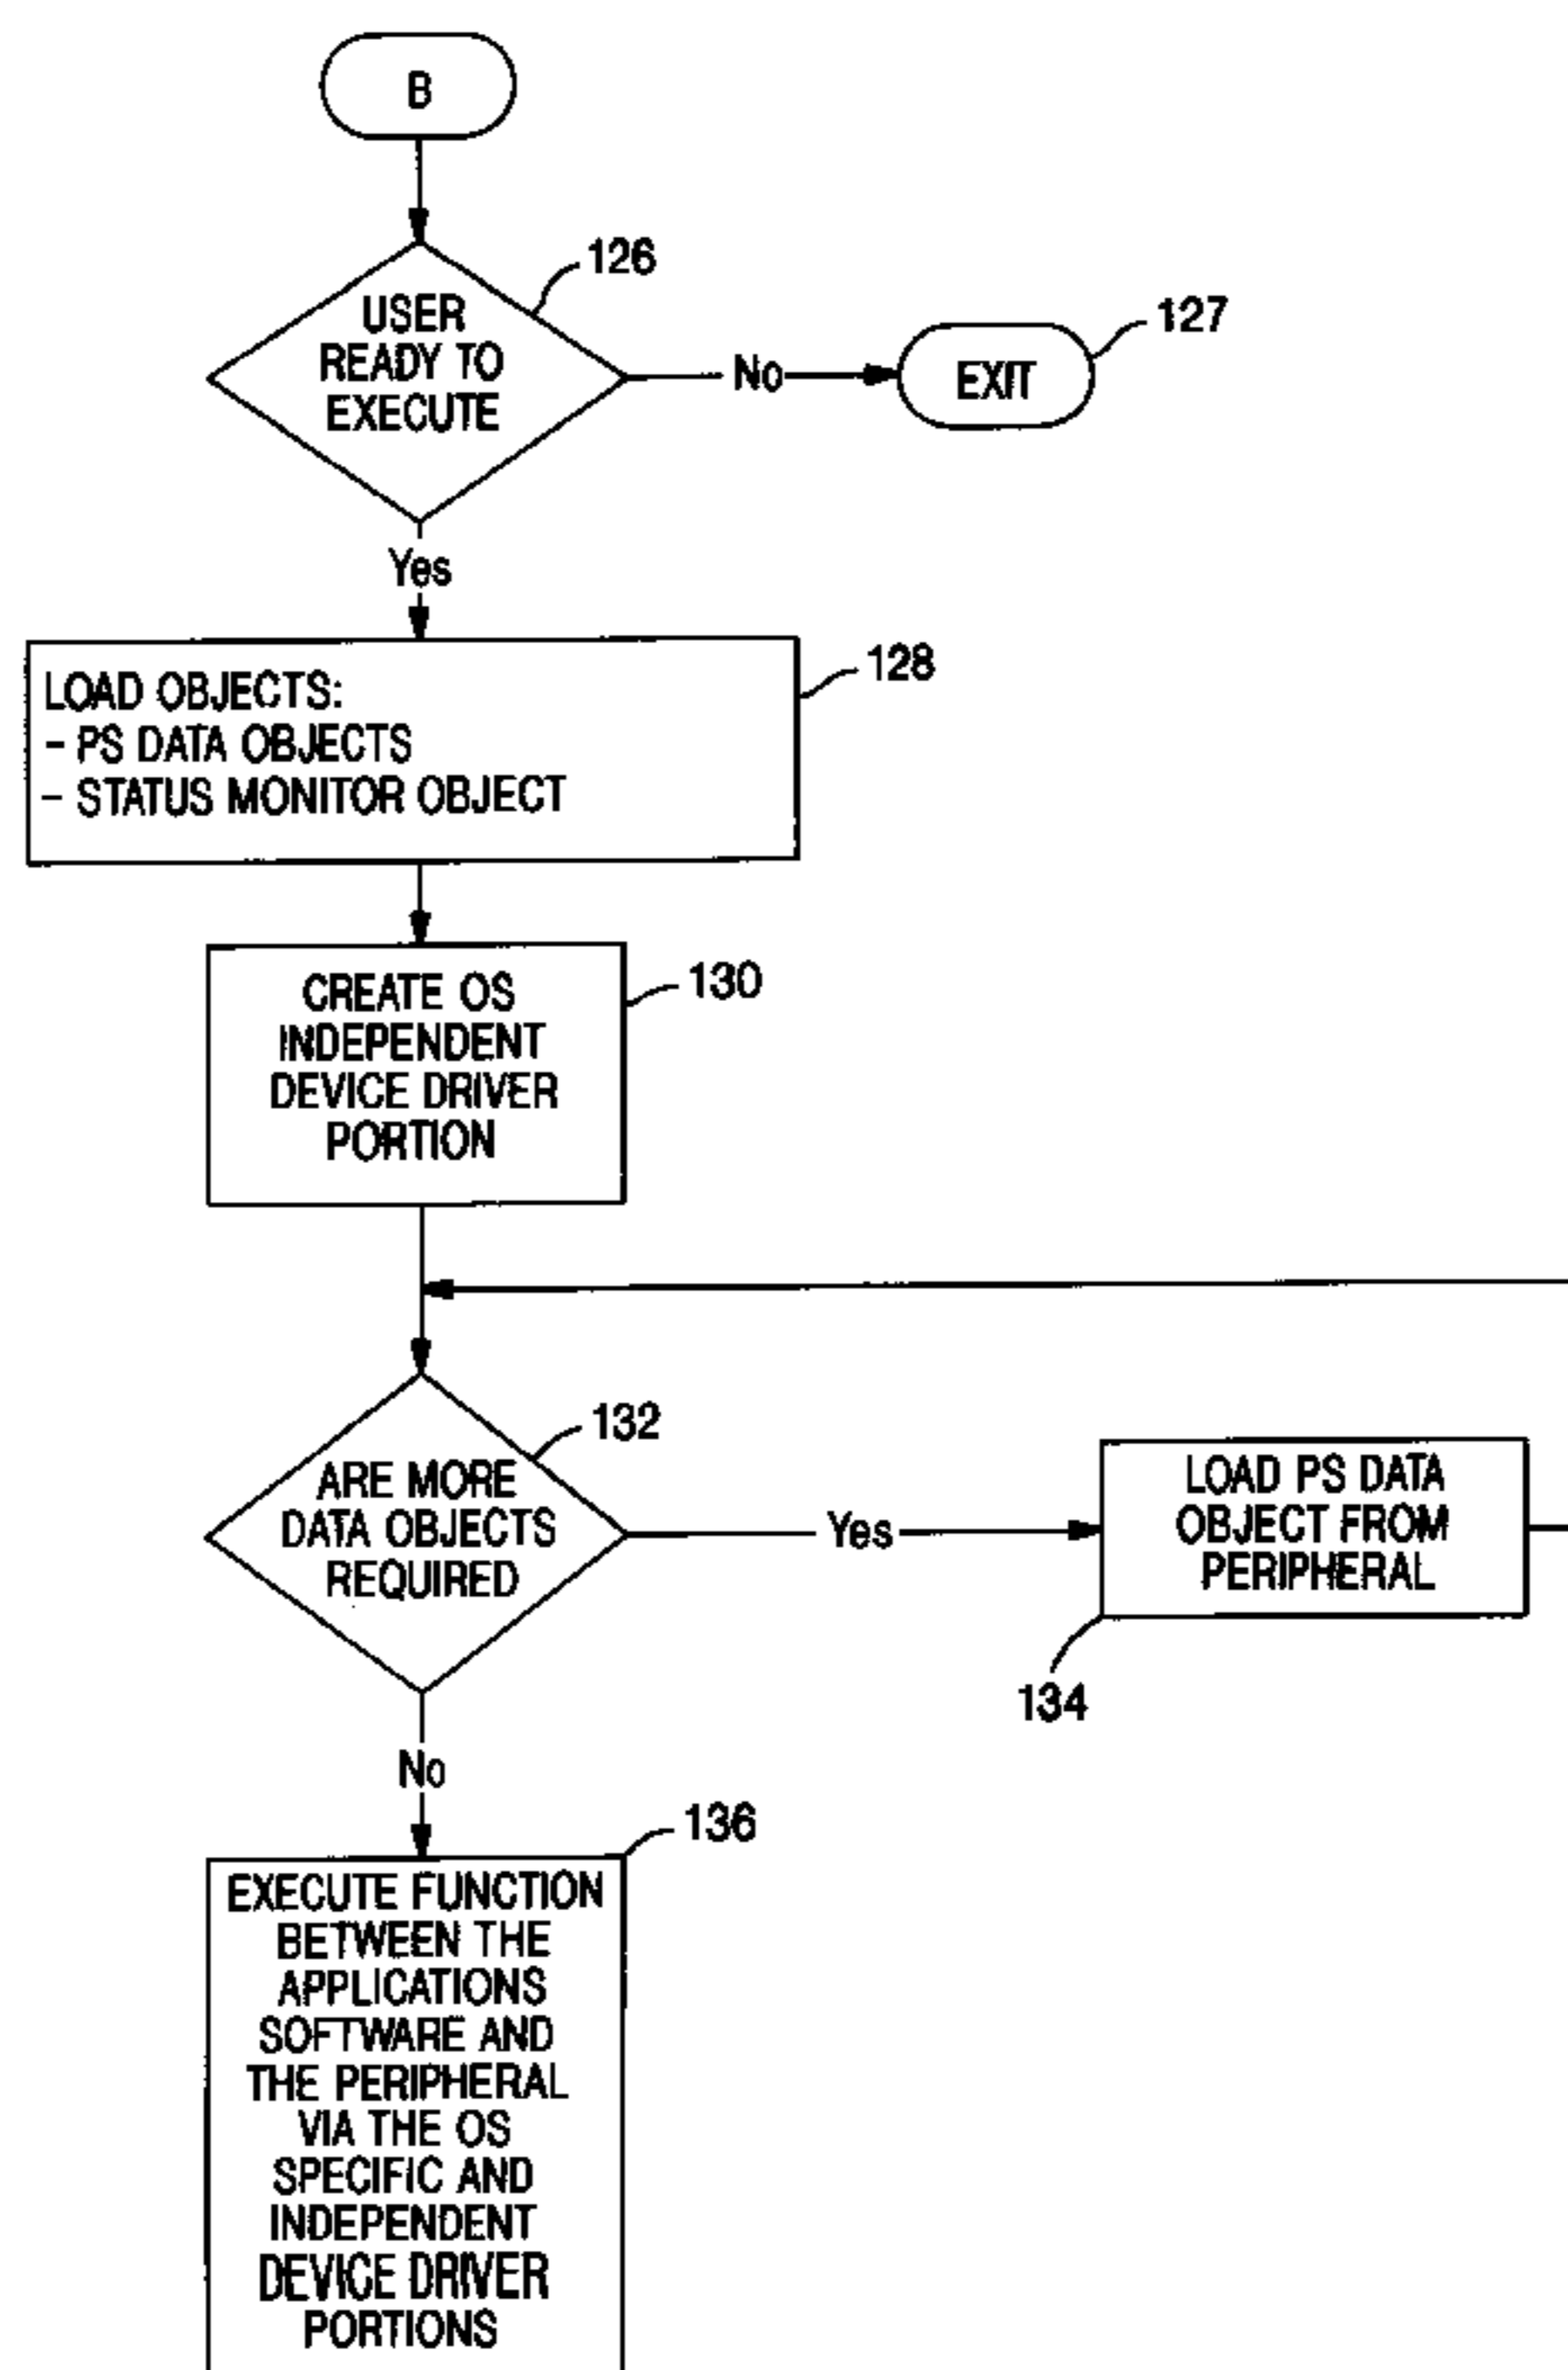 B
USER
READY TO
EXECUTE
126
No
EXIT
127
Yes
LOAD OBJECTS:
- PS DATA OBJECTS
- STATUS MONITOR OBJECT
128
CREATE OS
INDEPENDENT
DEVICE DRIVER
PORTION
130
ARE MORE
DATA OBJECTS
REQUIRED
132
Yes
LOAD PS DATA
OBJECT FROM
PERIPHERAL
134
No
136
EXECUTE FUNCTION
BETWEEN THE
APPLICATIONS
SOFTWARE AND
THE PERIPHERAL
VIA THE OS
SPECIFIC AND
INDEPENDENT
DEVICE DRIVER
PORTIONS